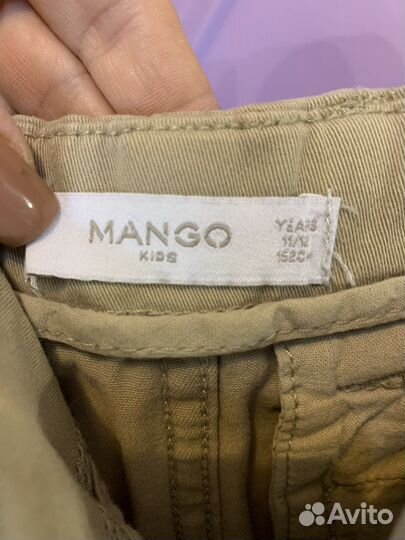 MANGO
KIDS
YEARS
11/12
152CM
Avito